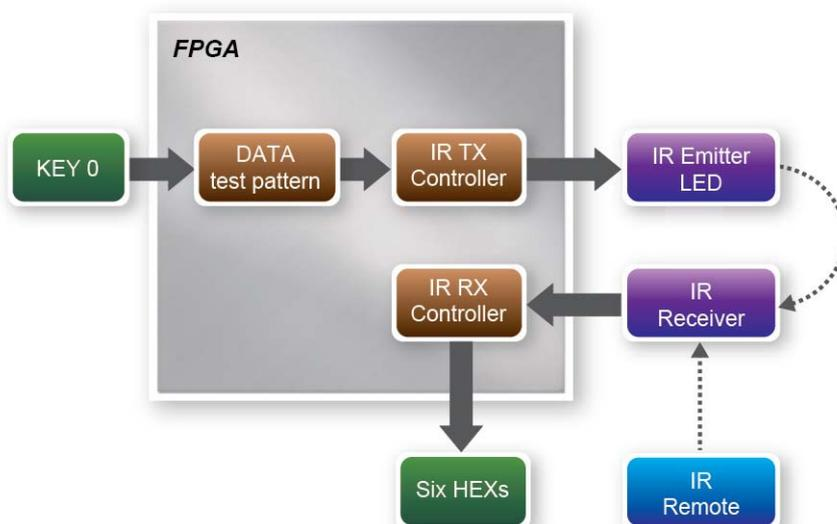 FPGA
KEY 0
DATA
test pattern
IR TX
Controller
IR Emitter
LED
IR RX
Controller
IR
Receiver
Six HEXs
IR
Remote